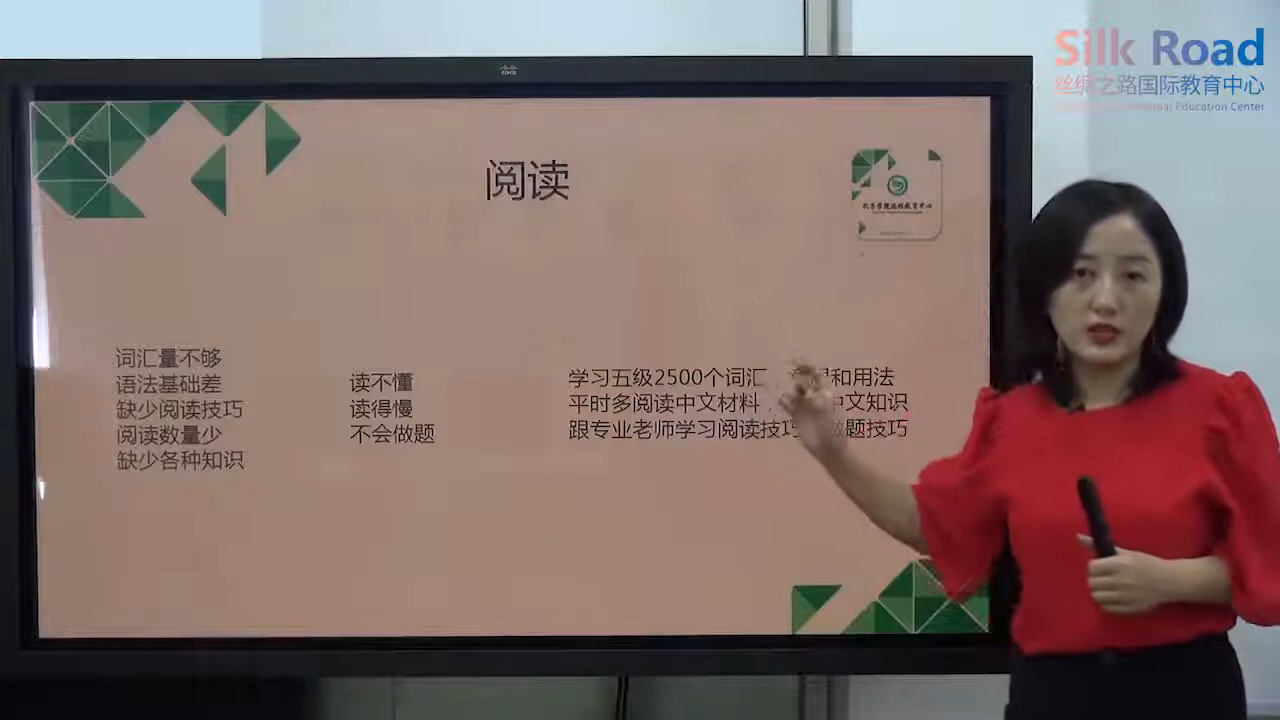 Silk Road
丝绸之路国际教育中心
Education Center
阅读
词汇量不够
语法基础差
缺少阅读技巧
阅读数量少
缺少各种知识
读不懂
读得慢
不会做题
学习五级2500个词汇 和用法
平时多阅读中文材料, 中文知识
跟专业老师学习阅读技巧 做题技巧